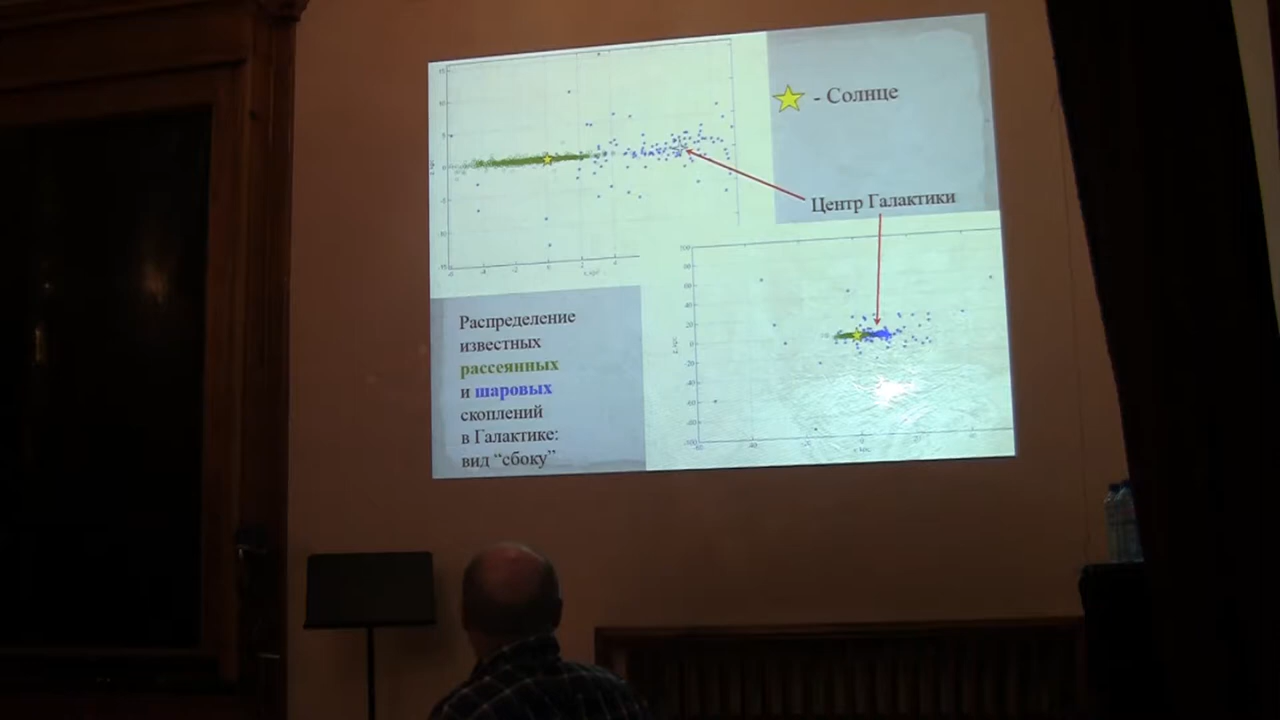 - Солнце
Центр Галактики
Распределение
известных
рассеянных
и шаровых
скоплений
в Галактике:
вид “сбоку”